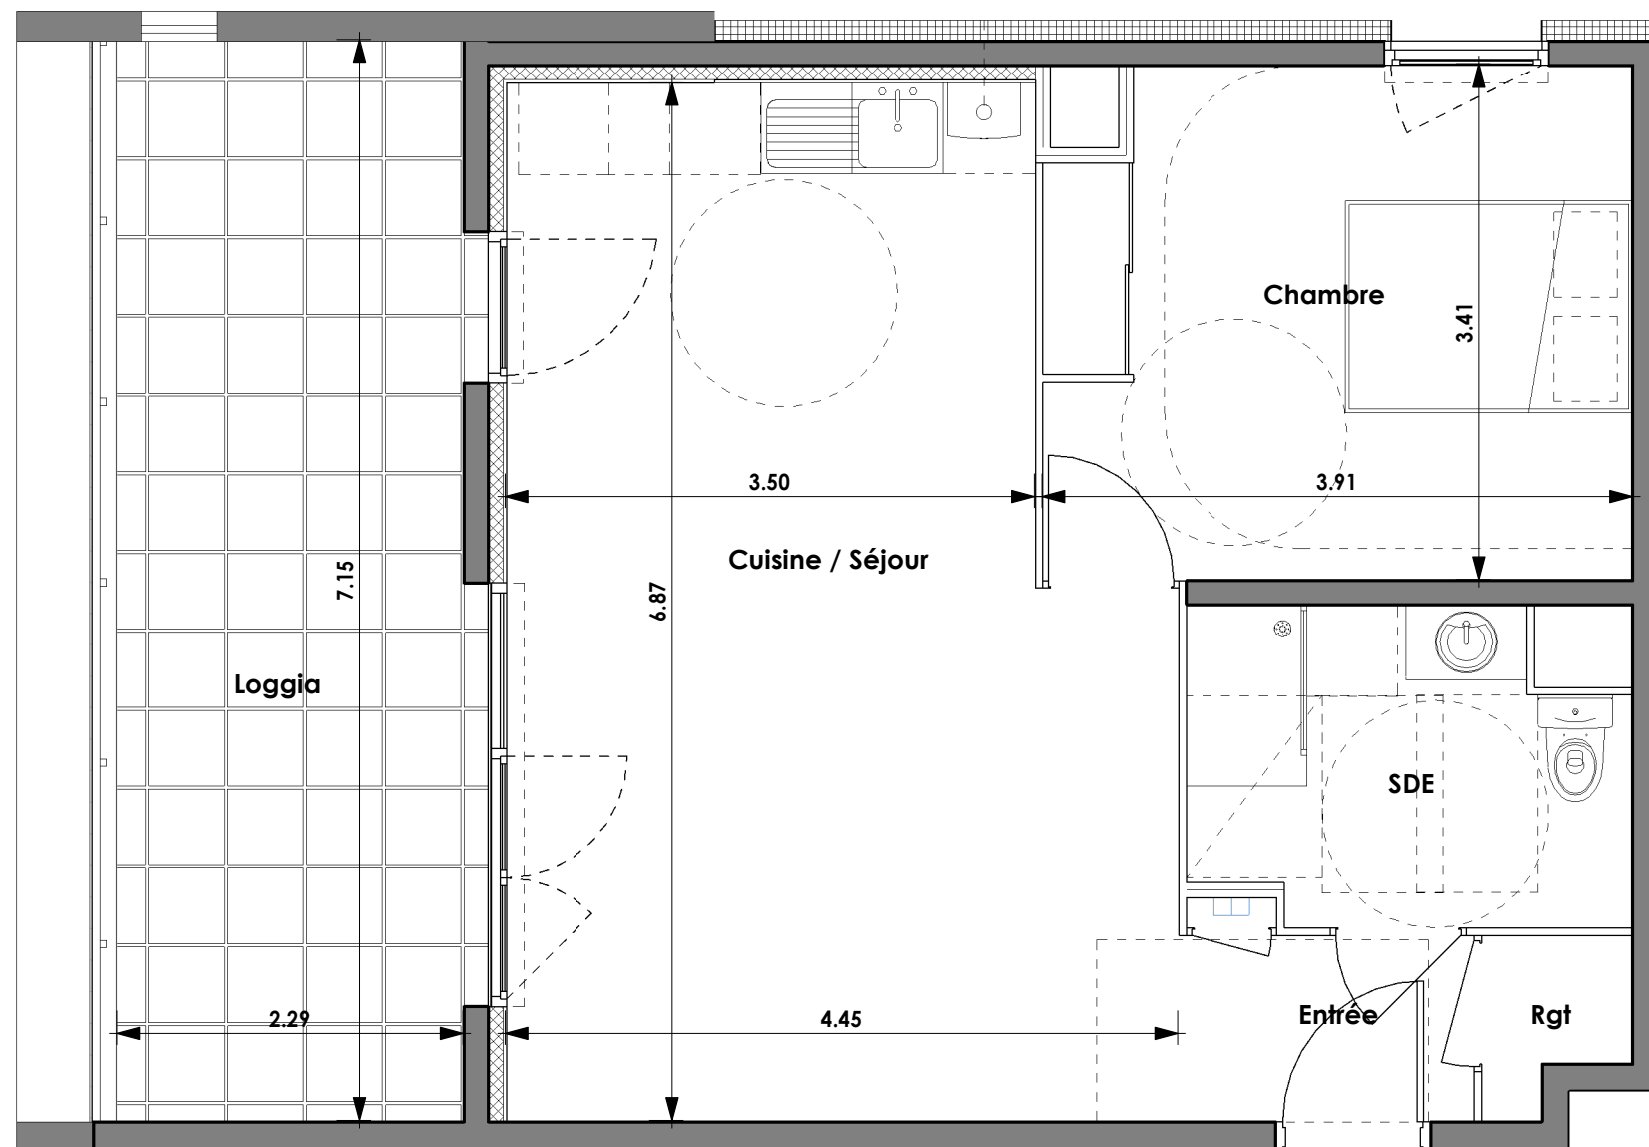 Chambre
3.41
3.50
3.91
Cuisine / Séjour
7.15
6.87
Loggia
SDE
2.29
4.45
Entrée
Rgt